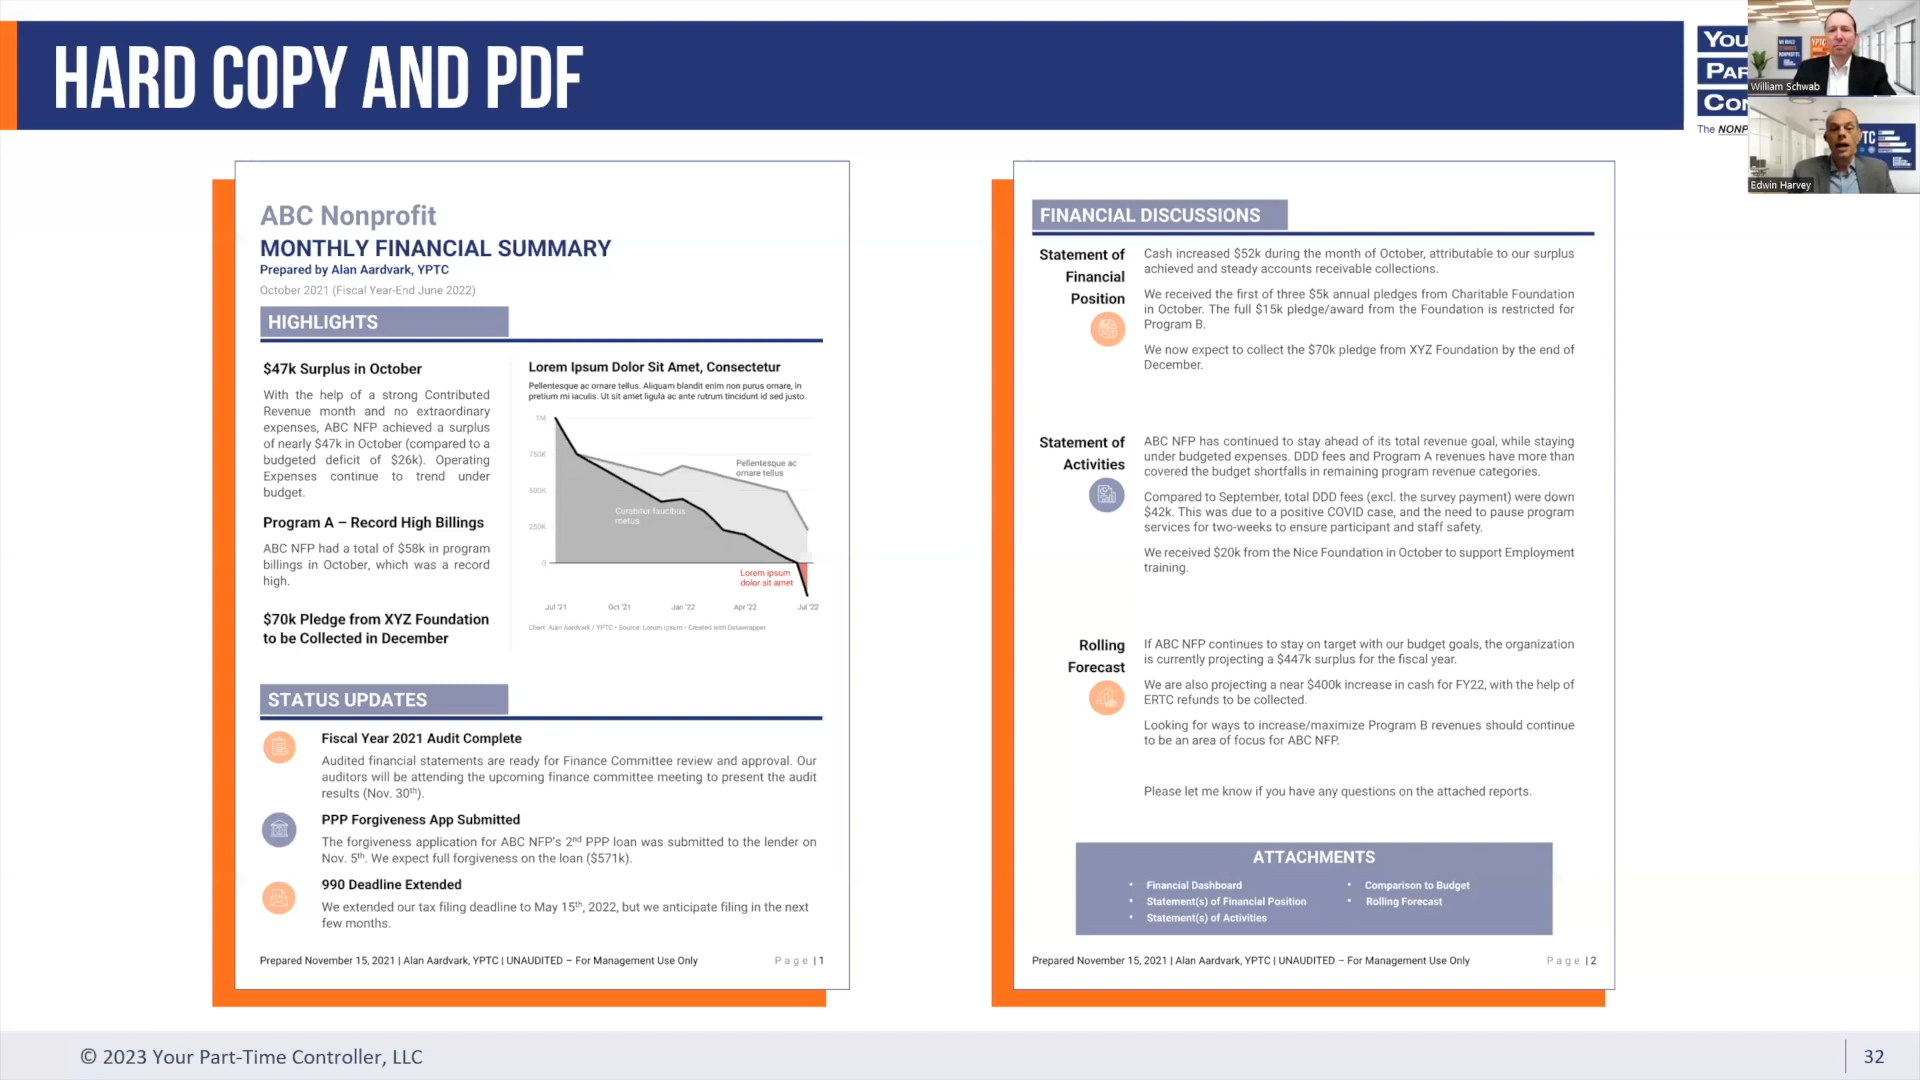 HARD COPY AND PDF
The NONP
William Schwab
Edwin Harvey
ABC Nonprofit
MONTHLY FINANCIAL SUMMARY
Prepared by Alan Aardvark, YPTC
October 2021 (Fiscal Year-End June 2022)
HIGHLIGHTS
$47k Surplus in October
With the help of a strong Contributed
Revenue month and no extraordinary
expenses, ABC NFP achieved a surplus
of nearly $47k in October (compared to a
budgeted deficit of $26k). Operating
Expenses continue to trend under
budget.
Program A – Record High Billings
ABC NFP had a total of $58k in program
billings in October, which was a record
high.
$70k Pledge from XYZ Foundation
to be Collected in December
Lorem Ipsum Dolor Sit Amet, Consectetur
Pellentesque ac ornare tellus. Aliquam blandit enim non purus ornare, in
pretium mi iaculis. Ut sit amet ligula ac ante rutrum tincidunt id sed justo.
1M
750K
500K
250K
0
Pellentesque ac
ornare tellus
Curabitur faucibus
metus
Lorem ipsum
dolor sit amet
Jul '21 Oct '21 Jan '22 Apr '22 Jul '22
Chart: Alan Aardvark / YPTC • Source: Lorum Ipsum • Created with Datawrapper
STATUS UPDATES
Fiscal Year 2021 Audit Complete
Audited financial statements are ready for Finance Committee review and approval. Our
auditors will be attending the upcoming finance committee meeting to present the audit
results (Nov. 30th).
PPP Forgiveness App Submitted
The forgiveness application for ABC NFP's 2nd PPP loan was submitted to the lender on
Nov. 5th. We expect full forgiveness on the loan ($571k).
990 Deadline Extended
We extended our tax filing deadline to May 15th, 2022, but we anticipate filing in the next
few months.
Prepared November 15, 2021 | Alan Aardvark, YPTC | UNAUDITED – For Management Use Only Page | 1
FINANCIAL DISCUSSIONS
Statement of
Financial
Position
Cash increased $52k during the month of October, attributable to our surplus
achieved and steady accounts receivable collections.
We received the first of three $5k annual pledges from Charitable Foundation
in October. The full $15k pledge/award from the Foundation is restricted for
Program B.
We now expect to collect the $70k pledge from XYZ Foundation by the end of
December.
Statement of
Activities
ABC NFP has continued to stay ahead of its total revenue goal, while staying
under budgeted expenses. DDD fees and Program A revenues have more than
covered the budget shortfalls in remaining program revenue categories.
Compared to September, total DDD fees (excl. the survey payment) were down
$42k. This was due to a positive COVID case, and the need to pause program
services for two-weeks to ensure participant and staff safety.
We received $20k from the Nice Foundation in October to support Employment
training.
Rolling
Forecast
If ABC NFP continues to stay on target with our budget goals, the organization
is currently projecting a $447k surplus for the fiscal year.
We are also projecting a near $400k increase in cash for FY22, with the help of
ERTC refunds to be collected.
Looking for ways to increase/maximize Program B revenues should continue
to be an area of focus for ABC NFP.
Please let me know if you have any questions on the attached reports.
ATTACHMENTS
• Financial Dashboard
• Statement(s) of Financial Position
• Statement(s) of Activities
• Comparison to Budget
• Rolling Forecast
Prepared November 15, 2021 | Alan Aardvark, YPTC | UNAUDITED – For Management Use Only Page | 2
© 2023 Your Part-Time Controller, LLC
32